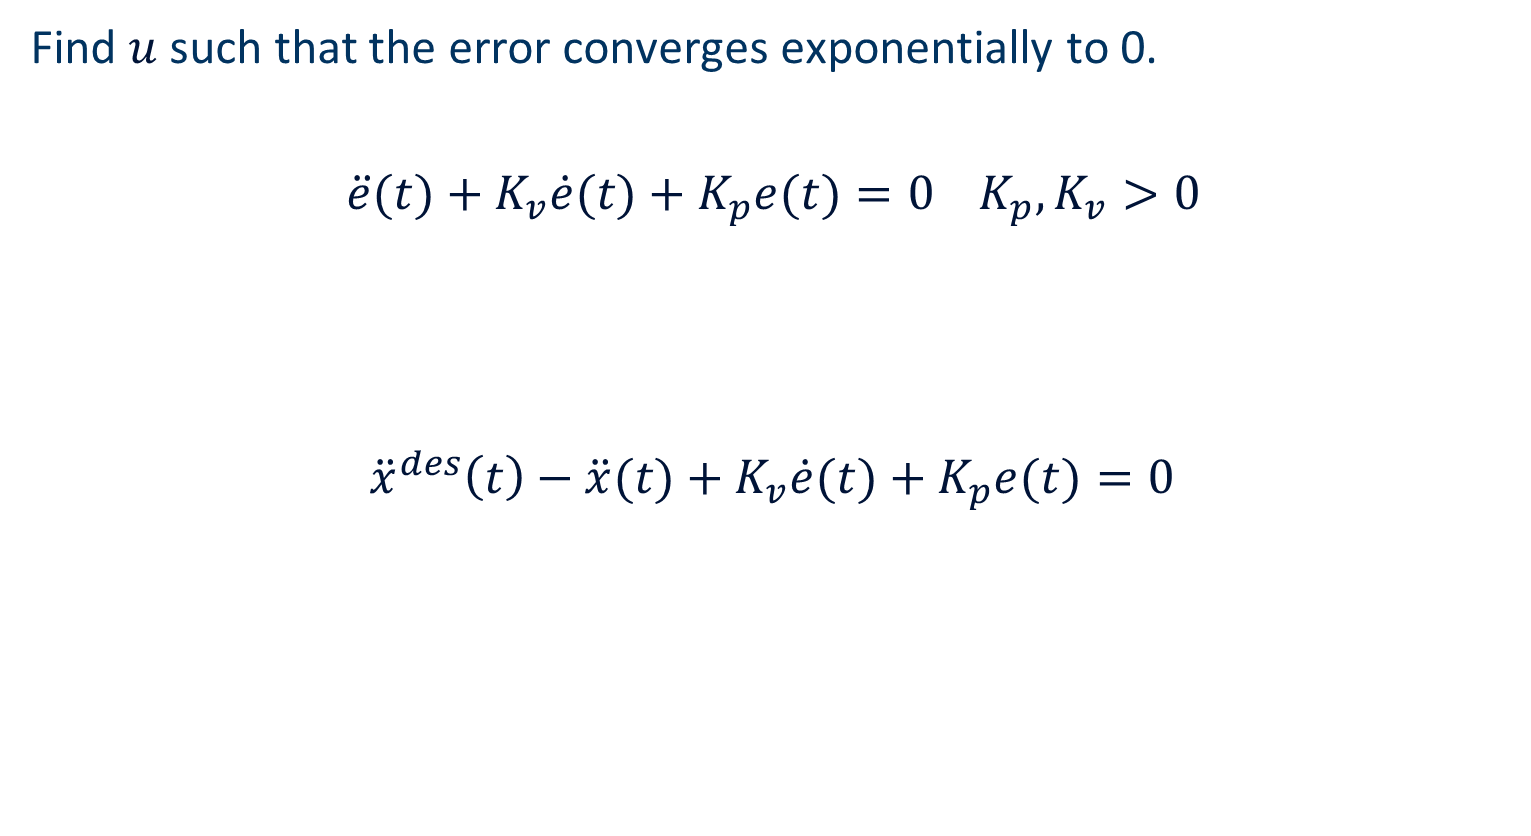 Find 𝑢 such that the error converges exponentially to 0.
ë(t) + K_v ė(t) + K_p e(t) = 0   K_p, K_v > 0
ẍ^{des}(t) − ẍ(t) + K_v ė(t) + K_p e(t) = 0